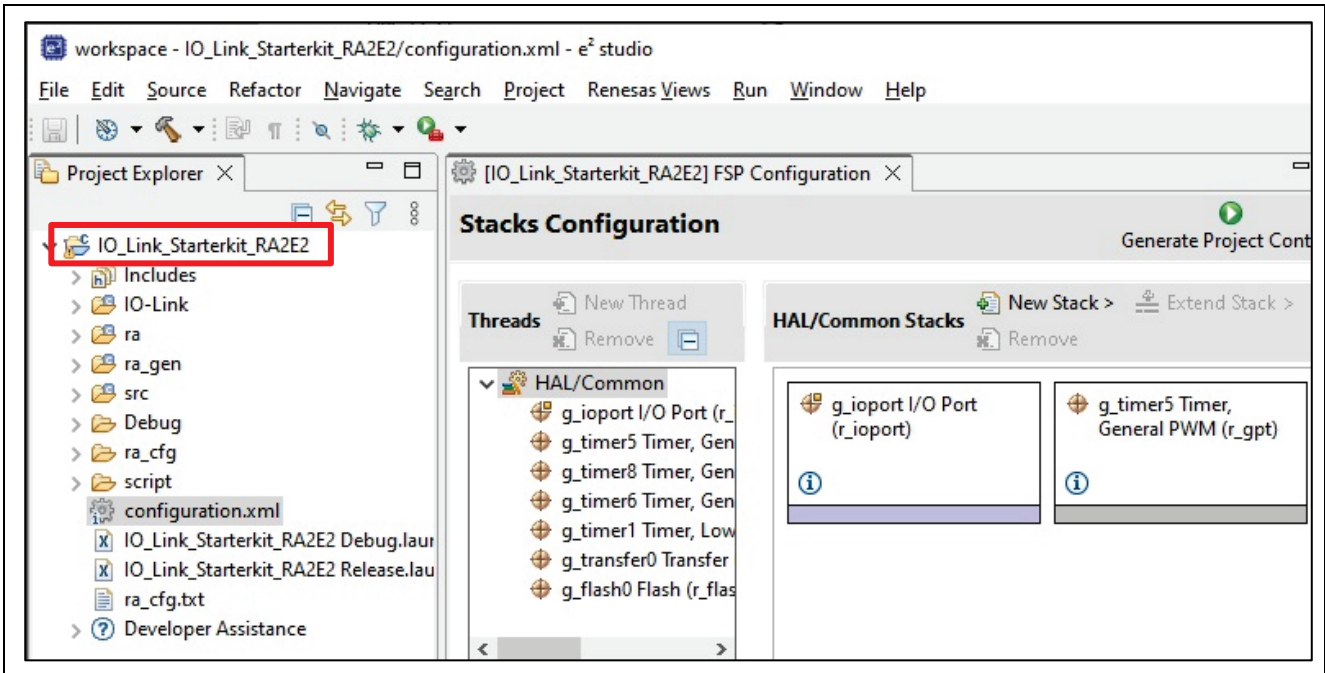 workspace - IO_Link_Starterkit_RA2E2/configuration.xml - e² studio
File Edit Source Refactor Navigate Search Project Renesas Views Run Window Help
Project Explorer
[IO_Link_Starterkit_RA2E2] FSP Configuration
IO_Link_Starterkit_RA2E2
Includes
IO-Link
ra
ra_gen
src
Debug
ra_cfg
script
configuration.xml
IO_Link_Starterkit_RA2E2 Debug.laur
IO_Link_Starterkit_RA2E2 Release.lau
ra_cfg.txt
Developer Assistance
Stacks Configuration
Generate Project Cont
Threads
New Thread
Remove
HAL/Common
g_ioport I/O Port (r_
g_timer5 Timer, Gen
g_timer8 Timer, Gen
g_timer6 Timer, Gen
g_timer1 Timer, Low
g_transfer0 Transfer
g_flash0 Flash (r_flas
HAL/Common Stacks
New Stack >
Extend Stack >
Remove
g_ioport I/O Port
(r_ioport)
g_timer5 Timer,
General PWM (r_gpt)